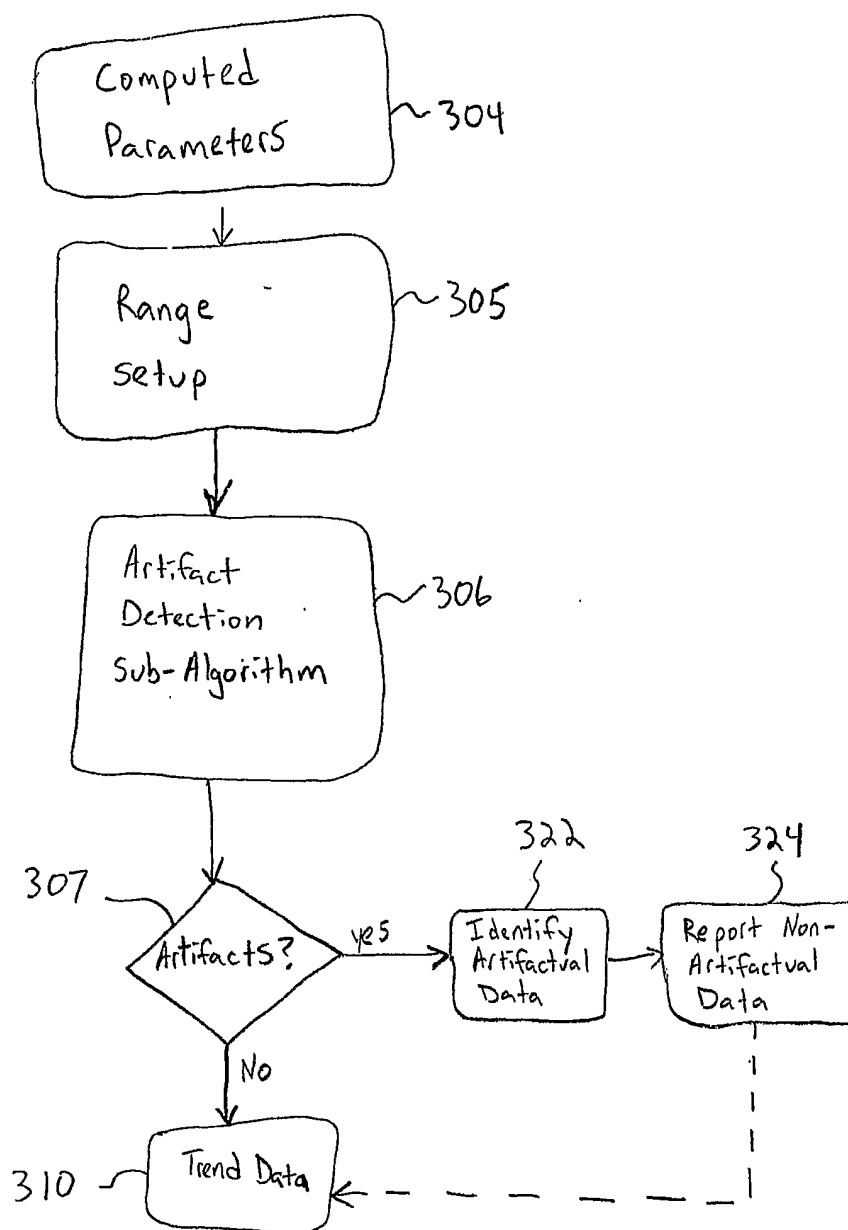 Computed
Parameters
304
Range
setup
305
Artifact
Detection
Sub-Algorithm
306
307
Artifacts?
yes
322
Identify
Artifactual
Data
324
Report Non-
Artifactual
Data
No
310
Trend Data